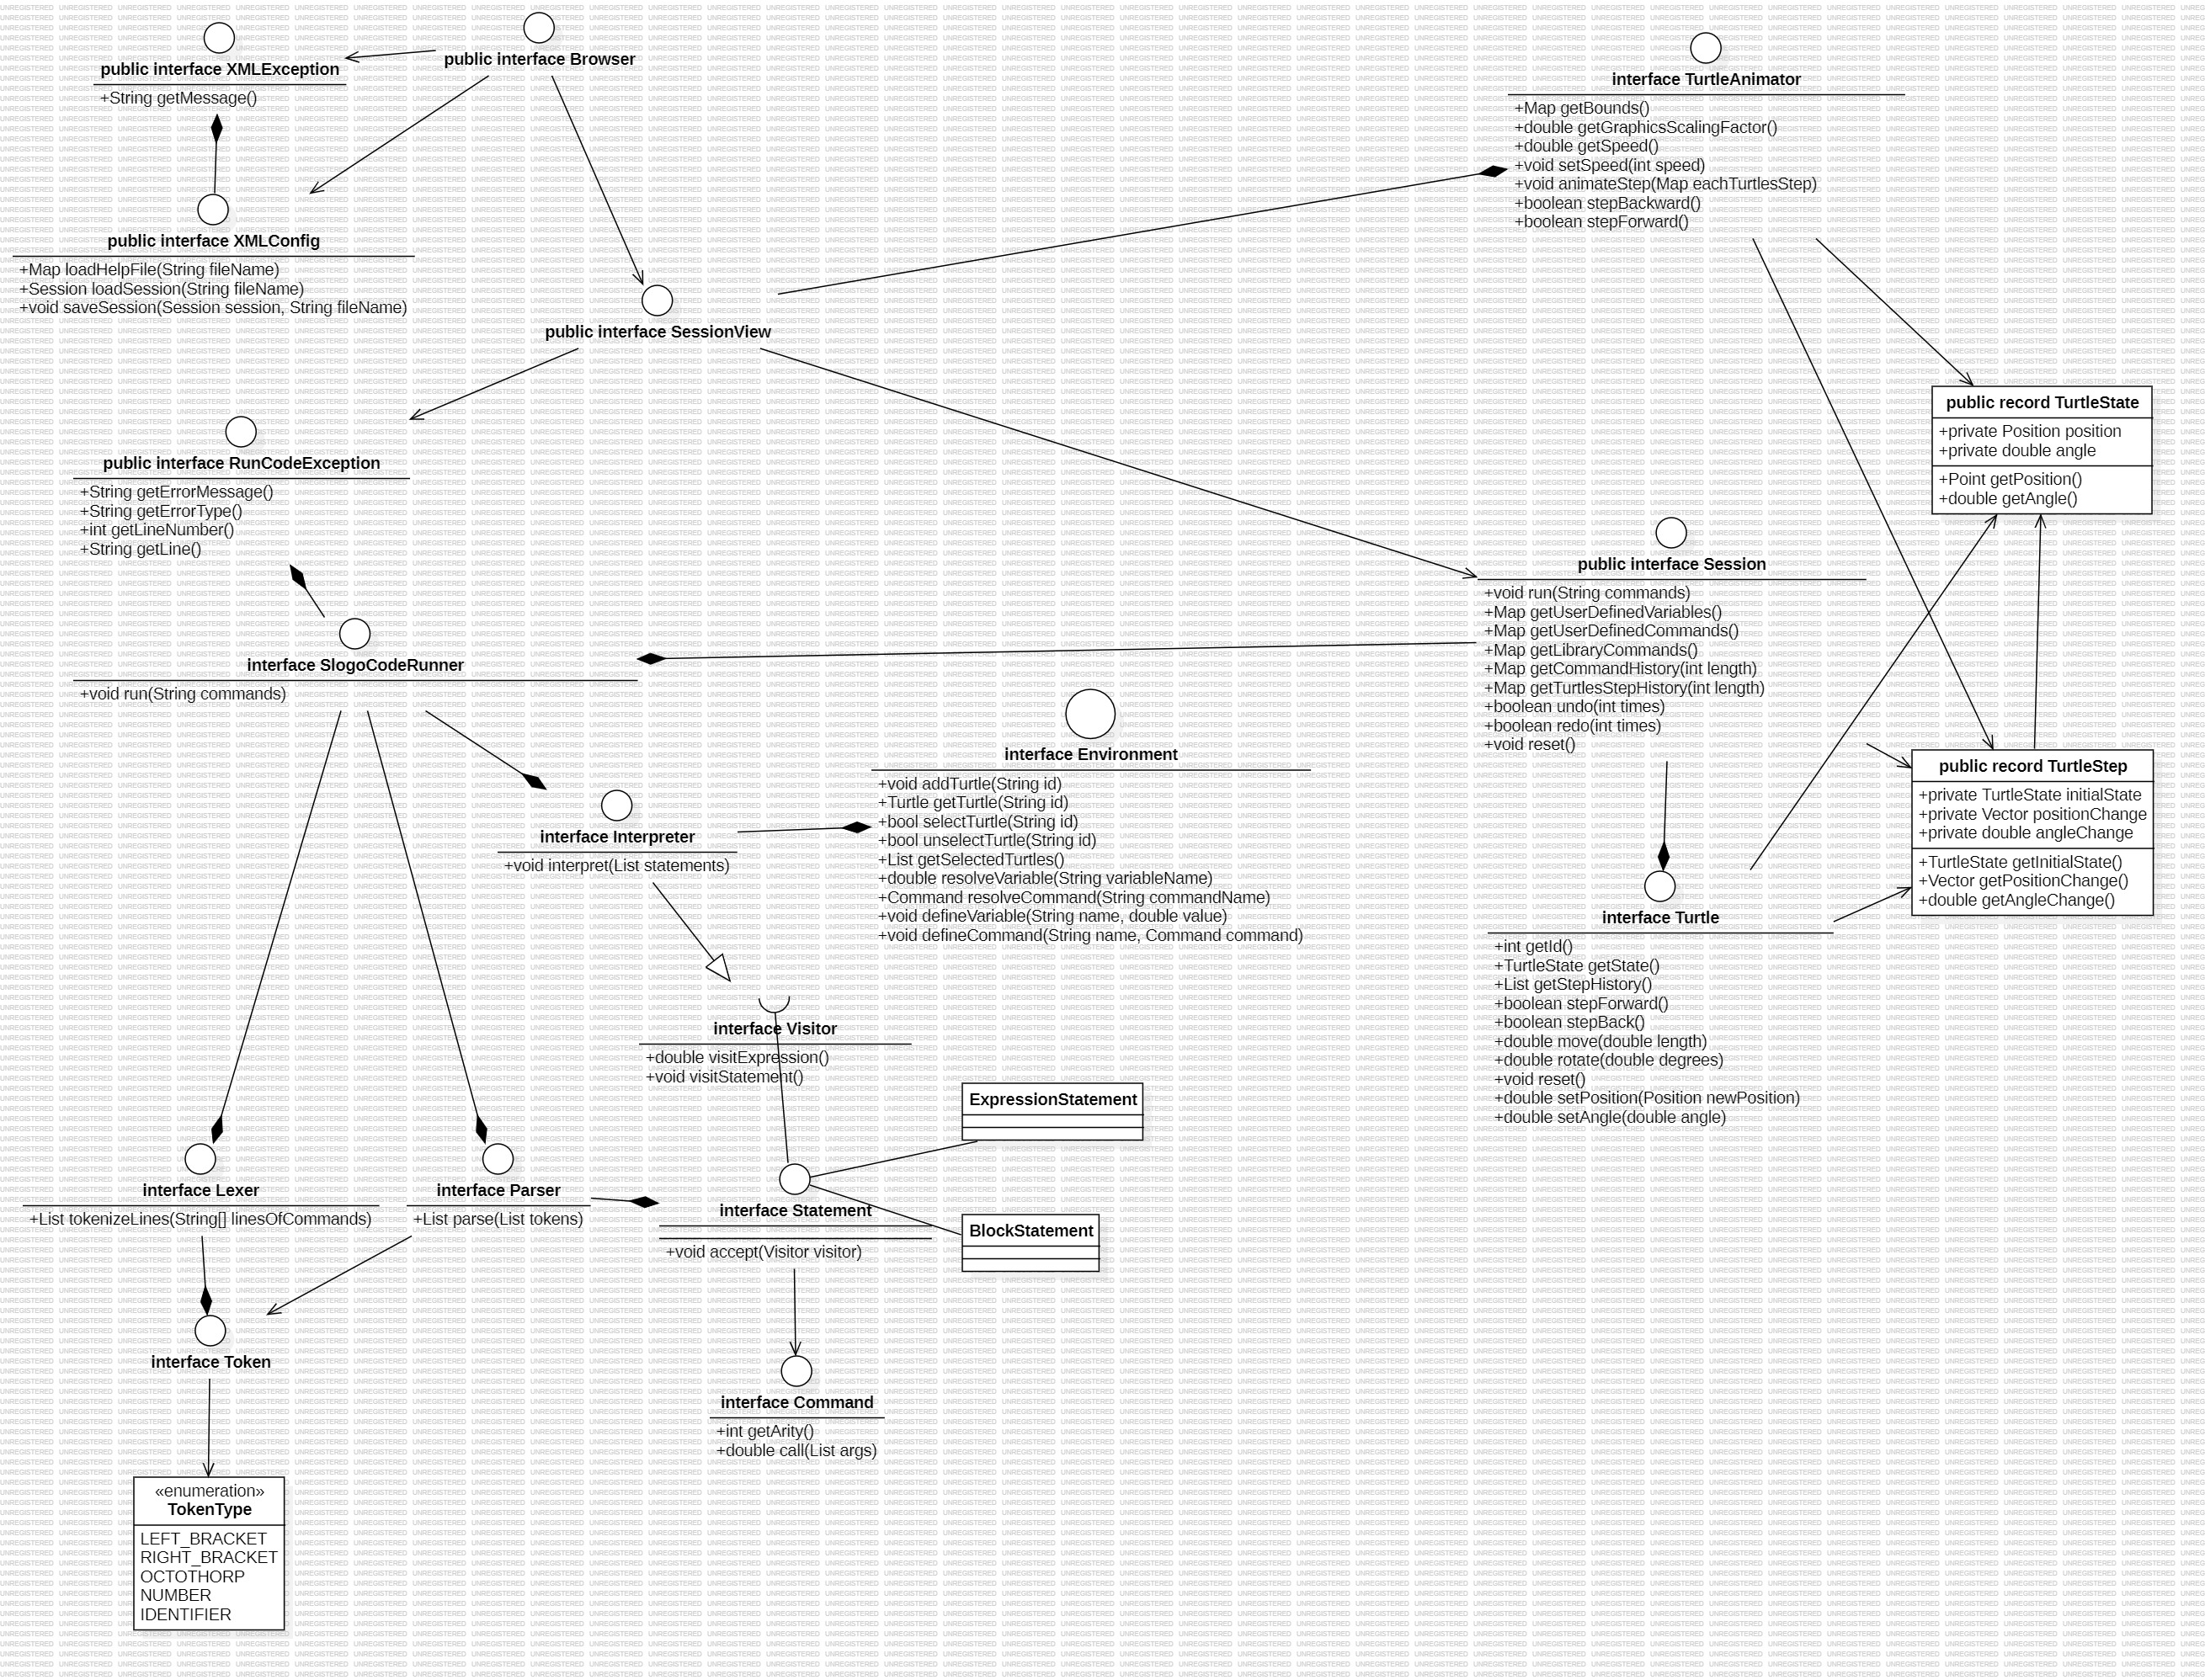 public interface XMLException
+String getMessage()
public interface Browser
interface TurtleAnimator
+Map getBounds()
+double getGraphicsScalingFactor()
+double getSpeed()
+void setSpeed(int speed)
+void animateStep(Map eachTurtlesStep)
+boolean stepBackward()
+boolean stepForward()
public interface XMLConfig
+Map loadHelpFile(String fileName)
+Session loadSession(String fileName)
+void saveSession(Session session, String fileName)
public interface SessionView
public record TurtleState
+private Position position
+private double angle
+Point getPosition()
+double getAngle()
public interface RunCodeException
+String getErrorMessage()
+String getErrorType()
+int getLineNumber()
+String getLine()
public interface Session
+void run(String commands)
+Map getUserDefinedVariables()
+Map getUserDefinedCommands()
+Map getLibraryCommands()
+Map getCommandHistory(int length)
+Map getTurtlesStepHistory(int length)
+boolean undo(int times)
+boolean redo(int times)
+void reset()
interface SlogoCodeRunner
+void run(String commands)
interface Environment
+void addTurtle(String id)
+Turtle getTurtle(String id)
+bool selectTurtle(String id)
+bool unselectTurtle(String id)
+List getSelectedTurtles()
+double resolveVariable(String variableName)
+Command resolveCommand(String commandName)
+void defineVariable(String name, double value)
+void defineCommand(String name, Command command)
public record TurtleStep
+private TurtleState initialState
+private Vector positionChange
+private double angleChange
+TurtleState getInitialState()
+Vector getPositionChange()
+double getAngleChange()
interface Interpreter
+void interpret(List statements)
interface Turtle
+int getId()
+TurtleState getState()
+List getStepHistory()
+boolean stepForward()
+boolean stepBack()
+double move(double length)
+double rotate(double degrees)
+void reset()
+double setPosition(Position newPosition)
+double setAngle(double angle)
interface Visitor
+double visitExpression()
+void visitStatement()
ExpressionStatement
interface Lexer
+List tokenizeLines(String[] linesOfCommands)
interface Parser
+List parse(List tokens)
interface Statement
+void accept(Visitor visitor)
BlockStatement
interface Token
interface Command
+int getArity()
+double call(List args)
«enumeration»
TokenType
LEFT_BRACKET
RIGHT_BRACKET
OCTOTHORP
NUMBER
IDENTIFIER
UNREGISTERED